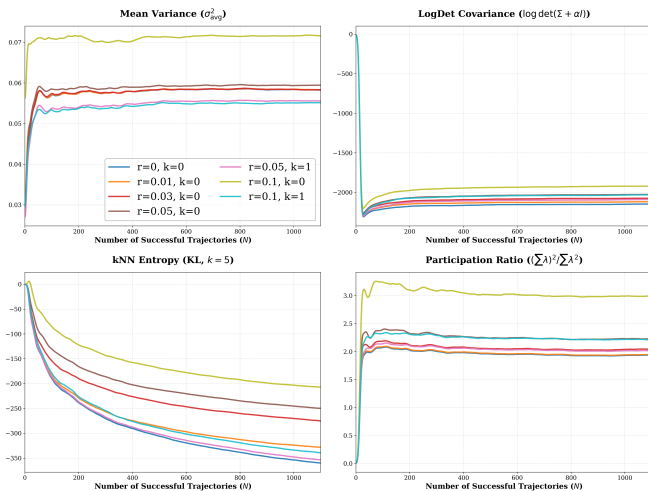 Mean Variance (σ²avg)
0.07
0.06
0.05
0.04
0.03
r=0, k=0
r=0.01, k=0
r=0.03, k=0
r=0.05, k=0
r=0.05, k=1
r=0.1, k=0
r=0.1, k=1
0 200 400 600 800 1000
Number of Successful Trajectories (N)
LogDet Covariance (log det(Σ + αI))
0
−500
−1000
−1500
−2000
0 200 400 600 800 1000
Number of Successful Trajectories (N)
kNN Entropy (KL, k = 5)
0
−50
−100
−150
−200
−250
−300
−350
0 200 400 600 800 1000
Number of Successful Trajectories (N)
Participation Ratio ((∑λ)²/∑λ²)
3.0
2.5
2.0
1.5
1.0
0.5
0.0
0 200 400 600 800 1000
Number of Successful Trajectories (N)